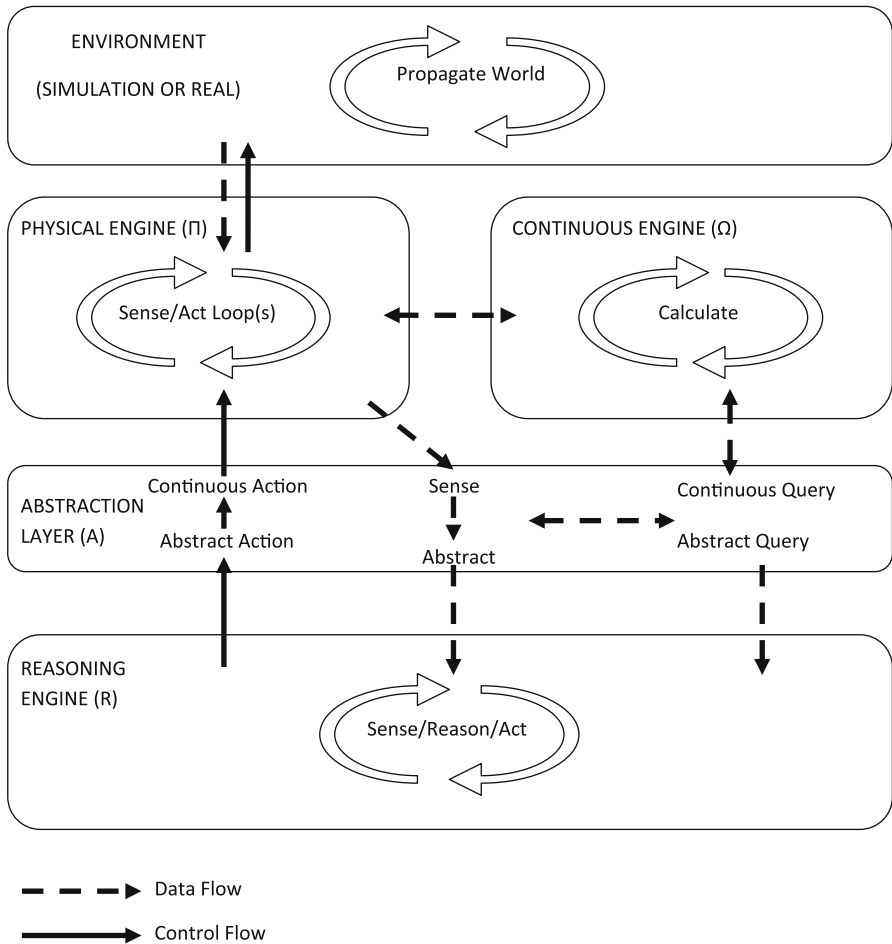 ENVIRONMENT
(SIMULATION OR REAL)
Propagate World
PHYSICAL ENGINE (Π)
Sense/Act Loop(s)
CONTINUOUS ENGINE (Ω)
Calculate
ABSTRACTION
LAYER (A)
Continuous Action
Abstract Action
Sense
Abstract
Continuous Query
Abstract Query
REASONING
ENGINE (R)
Sense/Reason/Act
Data Flow
Control Flow